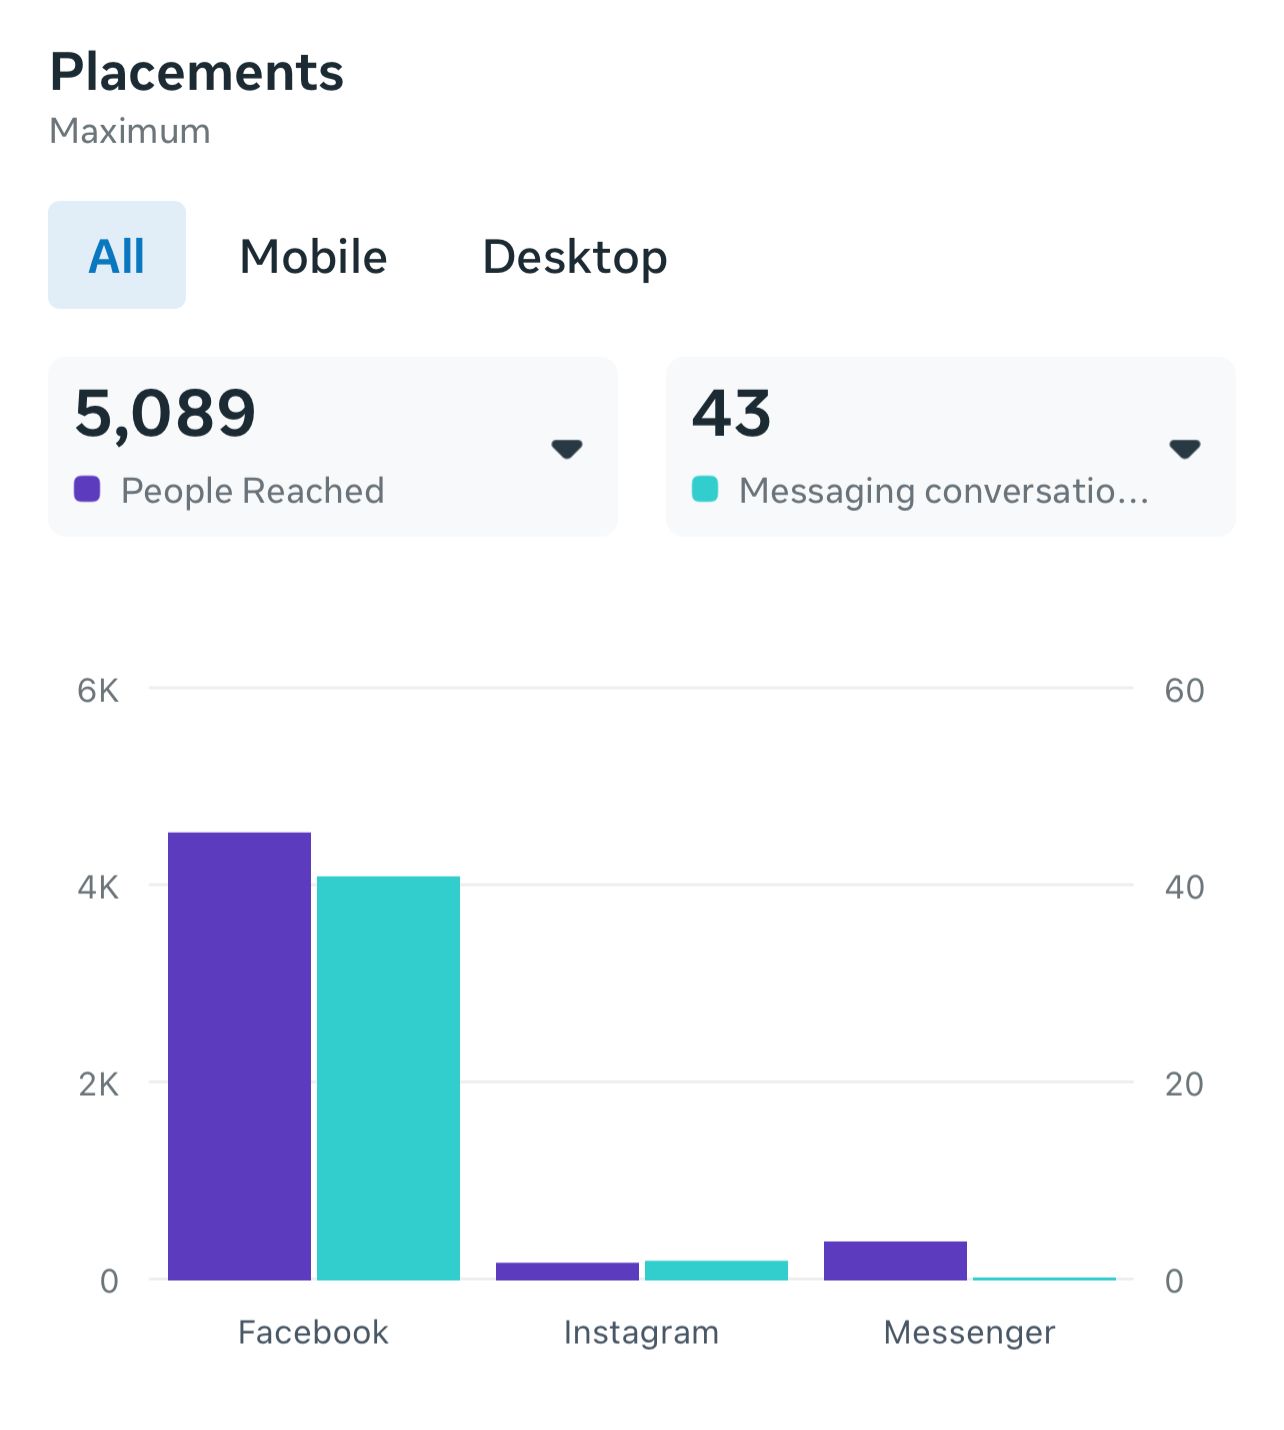 Placements
Maximum
All Mobile Desktop
5,089
People Reached
43
Messaging conversatio...
6K 60
4K 40
2K 20
0 0
Facebook Instagram Messenger